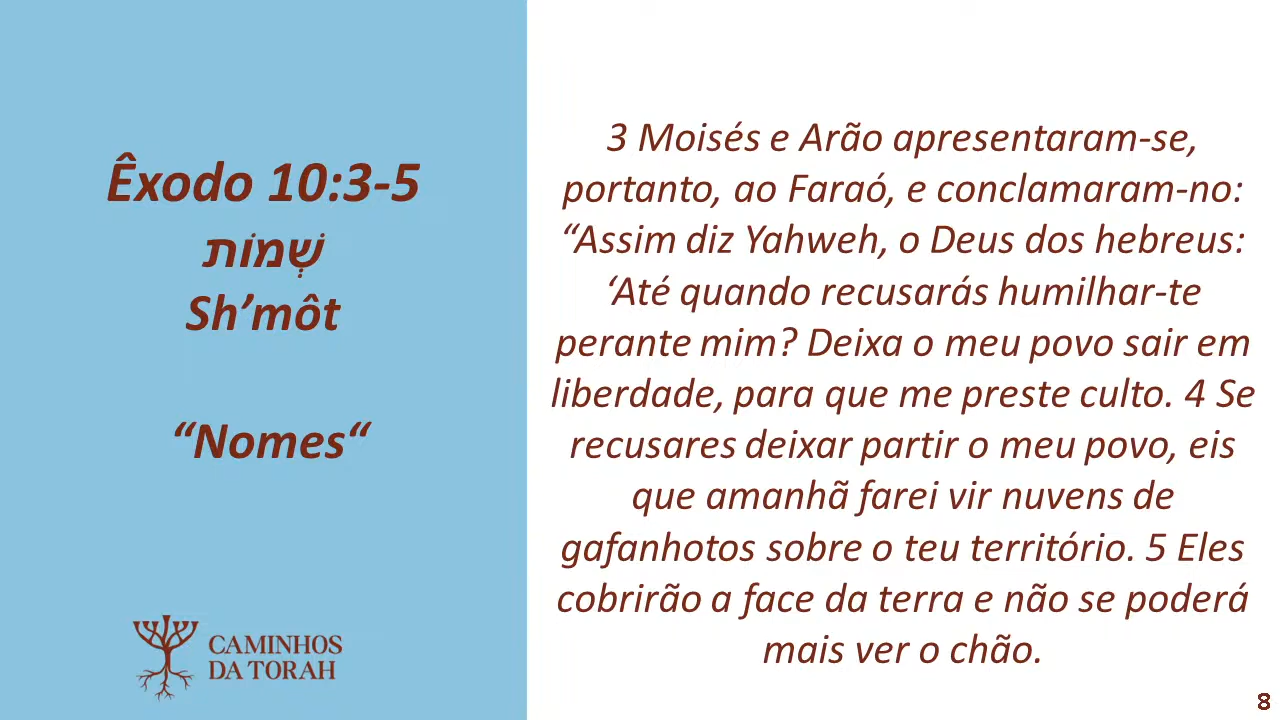 Êxodo 10:3-5
שְׁמוֹת
Sh’môt
“Nomes“
CAMINHOS
DA TORAH
3 Moisés e Arão apresentaram-se,
portanto, ao Faraó, e conclamaram-no:
“Assim diz Yahweh, o Deus dos hebreus:
‘Até quando recusarás humilhar-te
perante mim? Deixa o meu povo sair em
liberdade, para que me preste culto. 4 Se
recusares deixar partir o meu povo, eis
que amanhã farei vir nuvens de
gafanhotos sobre o teu território. 5 Eles
cobrirão a face da terra e não se poderá
mais ver o chão.
8